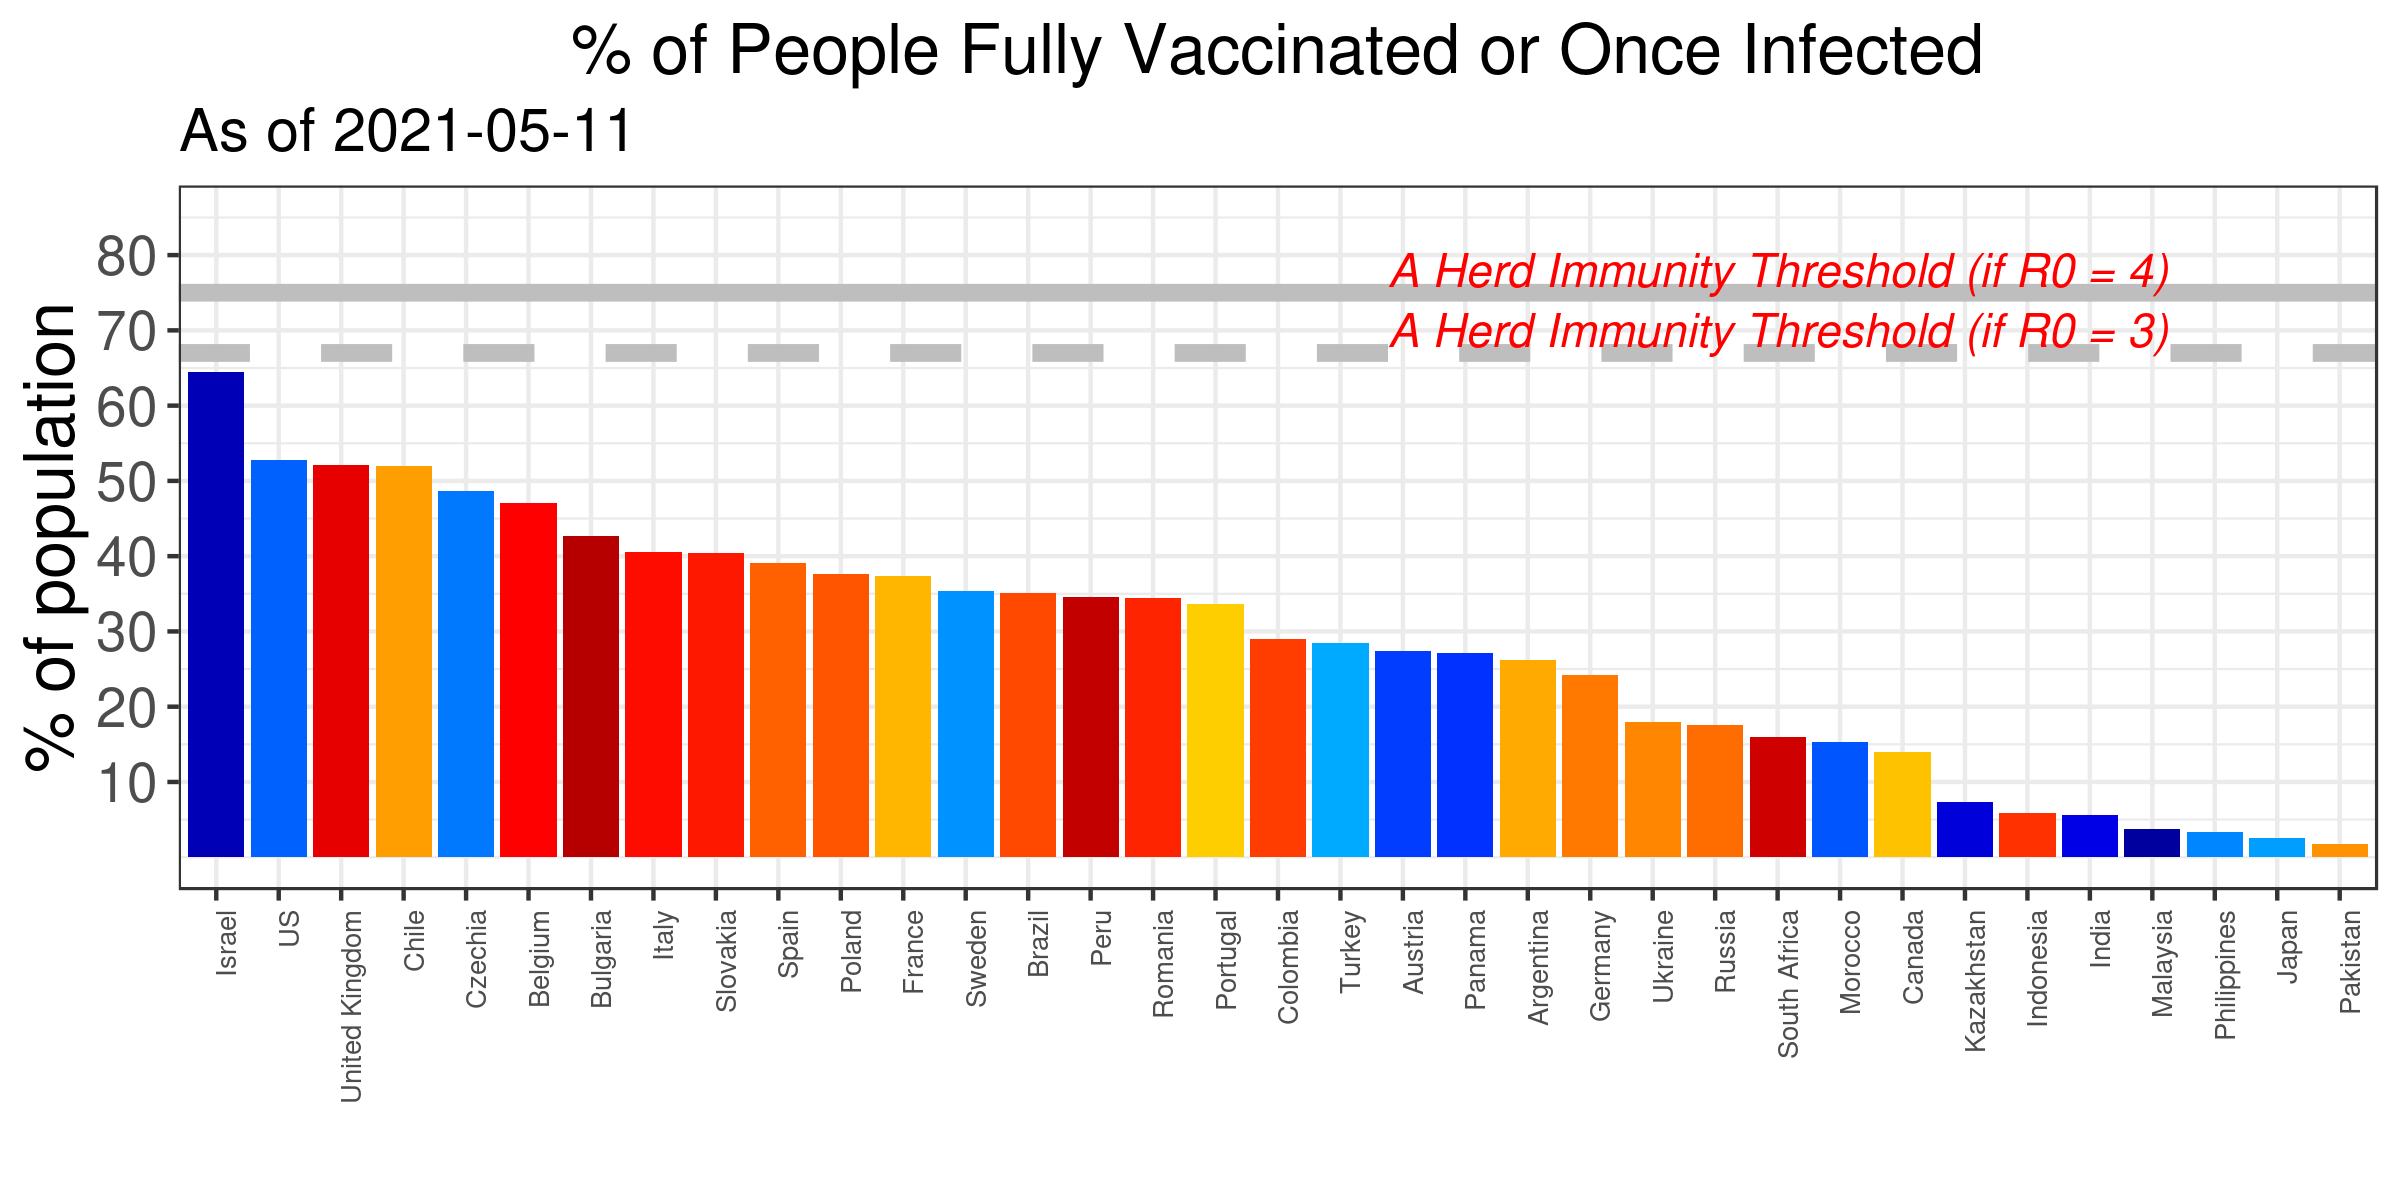 % of People Fully Vaccinated or Once Infected
As of 2021-05-11
% of population
80
70
60
50
40
30
20
10
A Herd Immunity Threshold (if R0 = 4)
A Herd Immunity Threshold (if R0 = 3)
Israel
US
United Kingdom
Chile
Czechia
Belgium
Bulgaria
Italy
Slovakia
Spain
Poland
France
Sweden
Brazil
Peru
Romania
Portugal
Colombia
Turkey
Austria
Panama
Argentina
Germany
Ukraine
Russia
South Africa
Morocco
Canada
Kazakhstan
Indonesia
India
Malaysia
Philippines
Japan
Pakistan